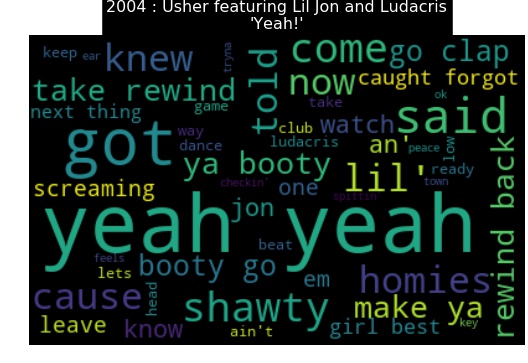 2004 : Usher featuring Lil Jon and Ludacris
'Yeah!'
keep ear knew tryna told come go clap
take rewind now caught forgot
next thing game take ok said
got way club watch an' peace low
dance ludacris
ya booty lil' ready
screaming checkin' one spittin town
yeah jon yeah rewind back
feels beat
lets booty go em homies
cause head shawty make ya
leave know ain't girl best key